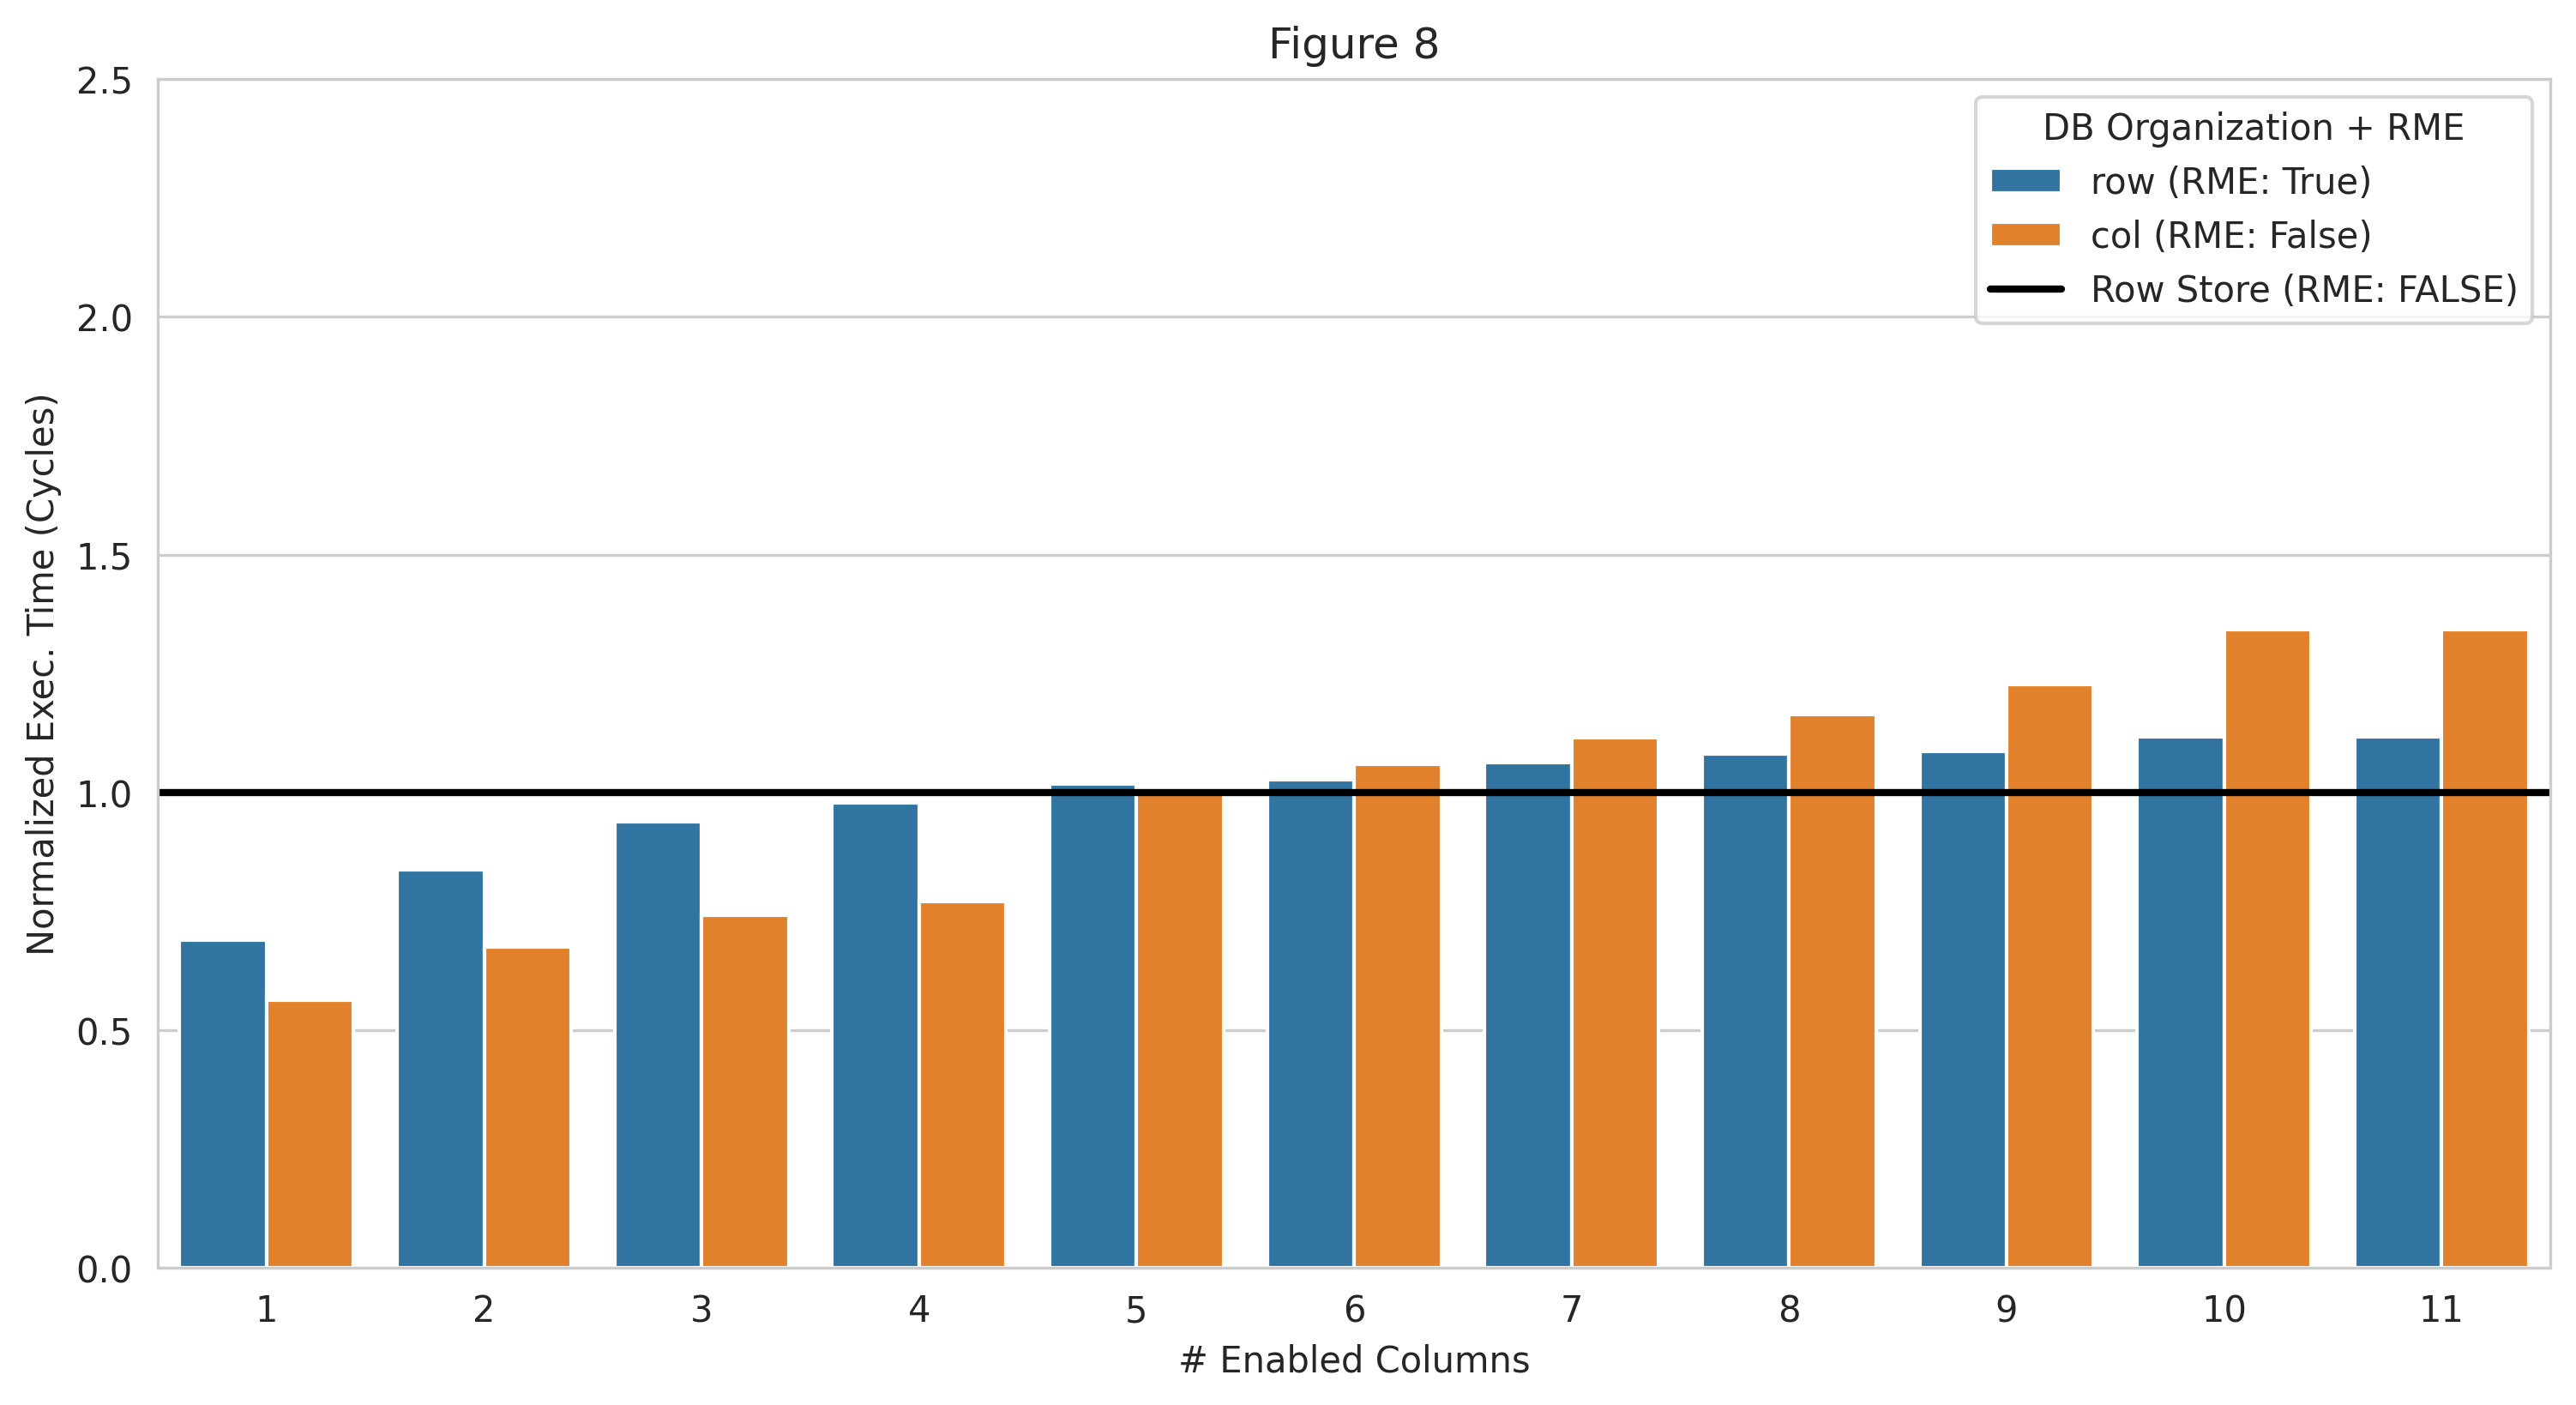 Figure 8
2.5
2.0
1.5
1.0
0.5
0.0
Normalized Exec. Time (Cycles)
DB Organization + RME
row (RME: True)
col (RME: False)
Row Store (RME: FALSE)
1 2 3 4 5 6 7 8 9 10 11
# Enabled Columns